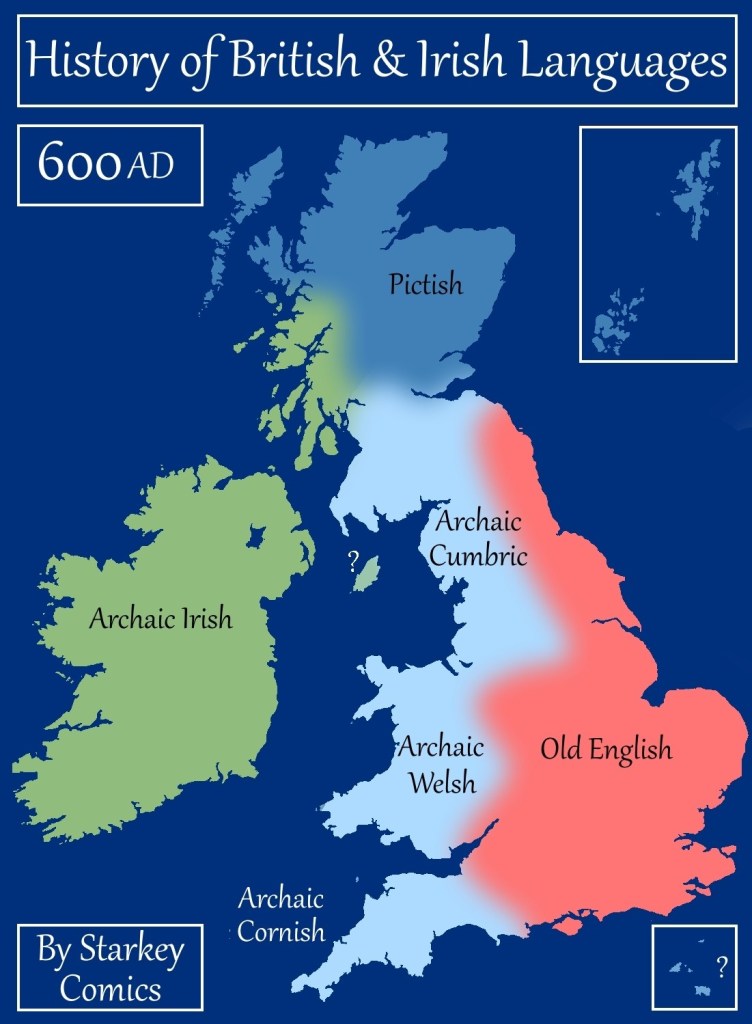 History of British & Irish Languages
600 AD
Pictish
Archaic
Cumbric
?
Archaic Irish
Archaic
Welsh
Old English
Archaic
Cornish
By Starkey
Comics
?